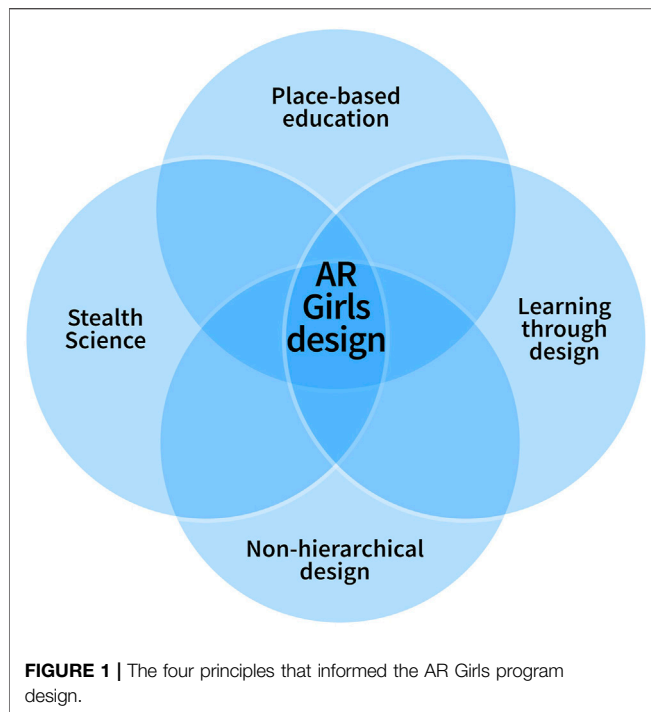 Place-based
education
AR
Girls
design
Stealth
Science
Learning
through
design
Non-hierarchical
design
FIGURE 1 | The four principles that informed the AR Girls program
design.